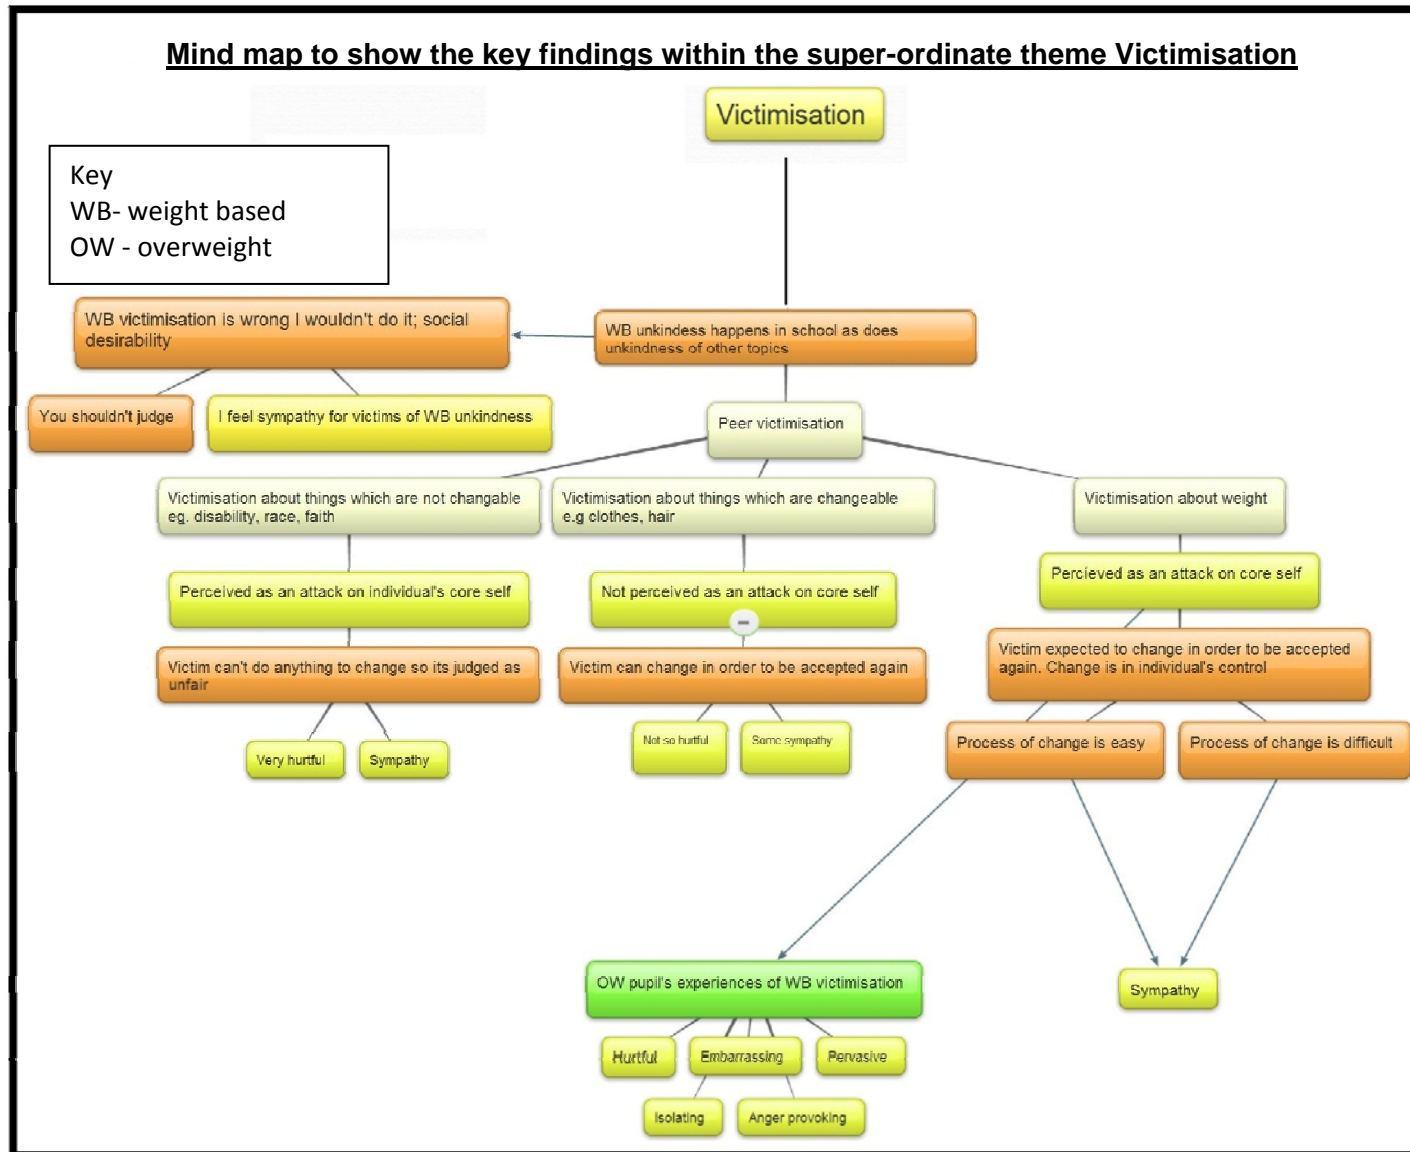 Mind map to show the key findings within the super-ordinate theme Victimisation
Victimisation
Key
WB- weight based
OW - overweight
WB victimisation is wrong I wouldn't do it; social
desirability
WB unkindess happens in school as does
unkindness of other topics
You shouldn't judge
I feel sympathy for victims of WB unkindness
Peer victimisation
Victimisation about things which are not changable
eg. disability, race, faith
Victimisation about things which are changeable
e.g clothes, hair
Victimisation about weight
Perceived as an attack on individual's core self
Not perceived as an attack on core self
Percieved as an attack on core self
Victim can't do anything to change so its judged as
unfair
Victim can change in order to be accepted again
Victim expected to change in order to be accepted
again. Change is in individual's control
Very hurtful
Sympathy
Not so hurtful
Some sympathy
Process of change is easy
Process of change is difficult
OW pupil's experiences of WB victimisation
Sympathy
Hurtful
Embarrassing
Pervasive
Isolating
Anger provoking